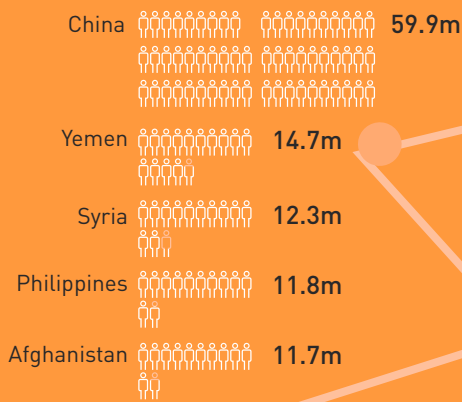 China 59.9m
Yemen 14.7m
Syria 12.3m
Philippines 11.8m
Afghanistan 11.7m